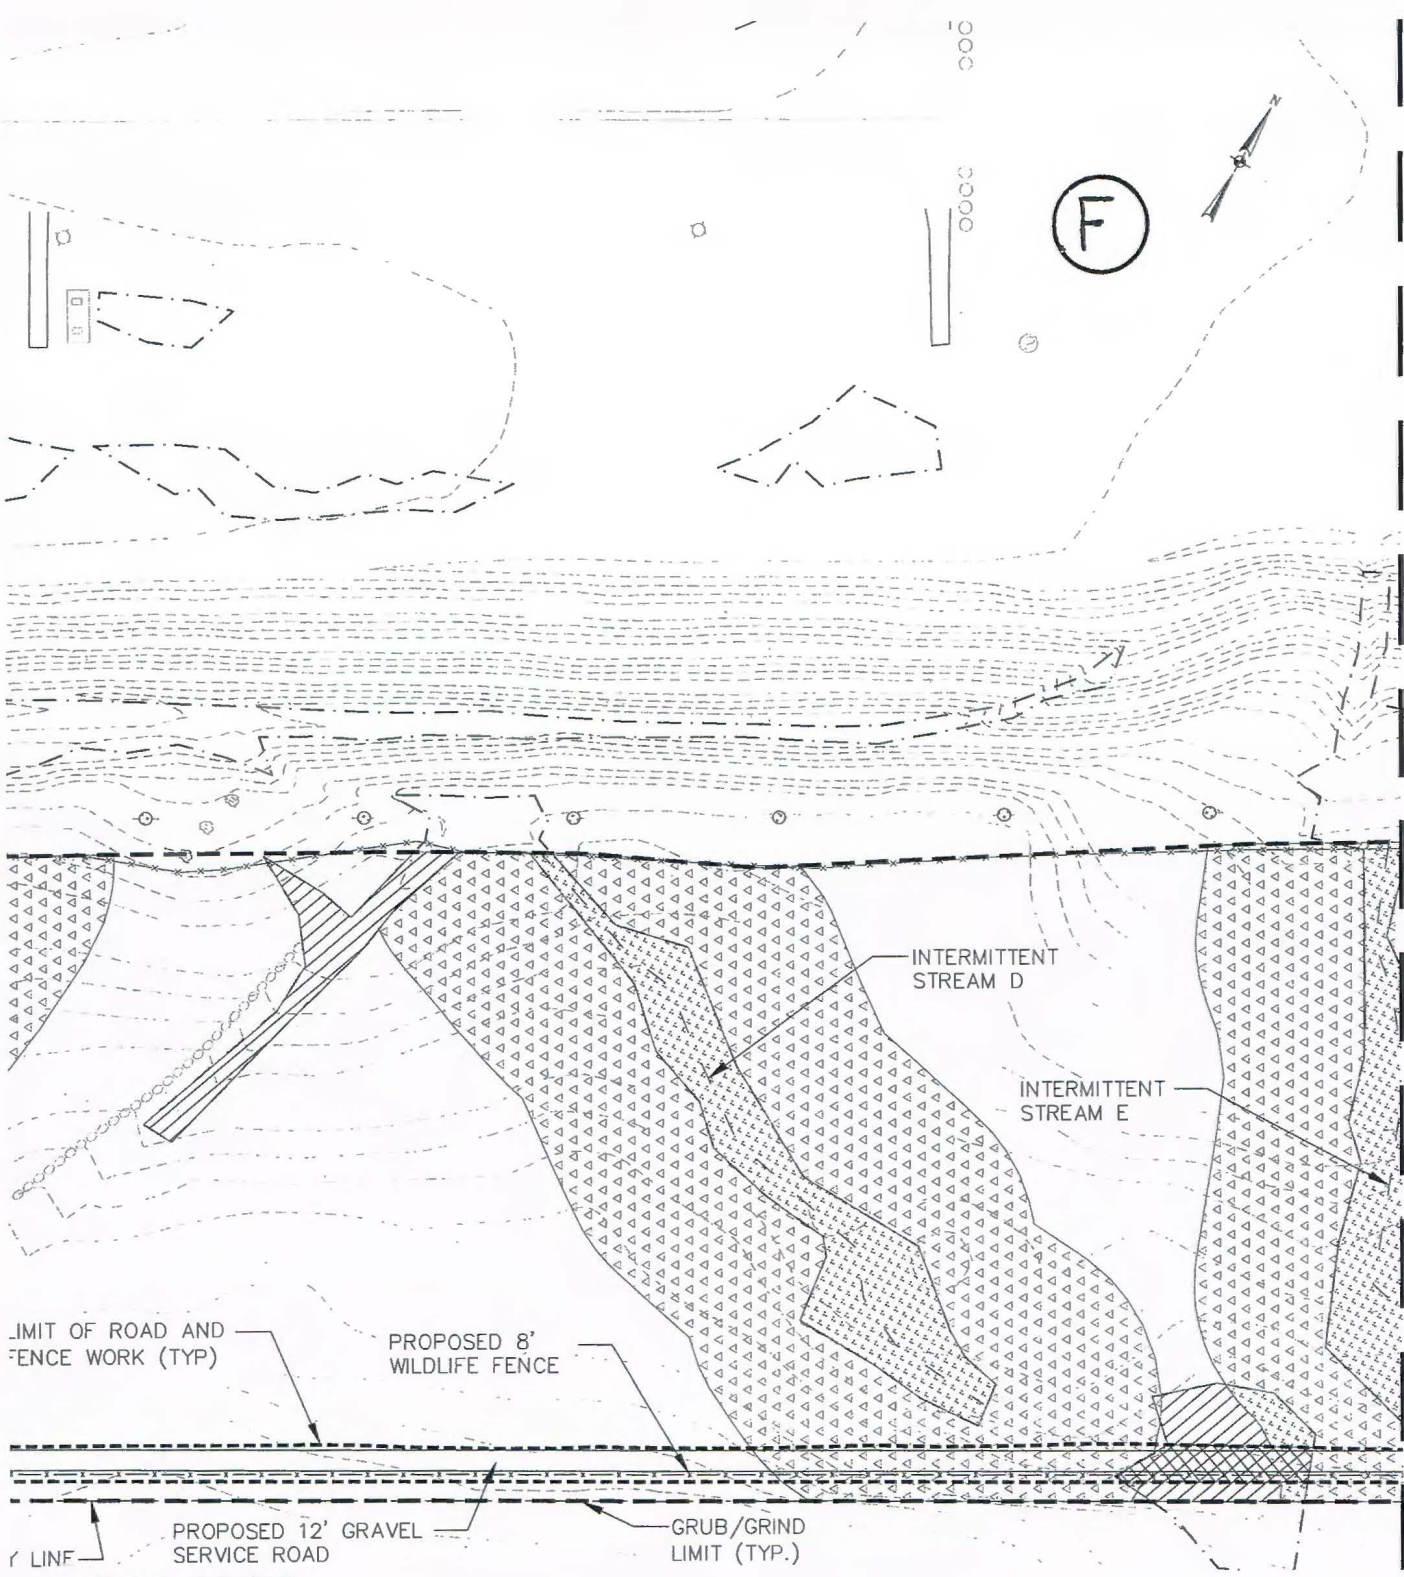 N
F
INTERMITTENT
STREAM D
INTERMITTENT
STREAM E
LIMIT OF ROAD AND
FENCE WORK (TYP)
PROPOSED 8'
WILDLIFE FENCE
PROPOSED 12' GRAVEL
SERVICE ROAD
GRUB/GRIND
LIMIT (TYP.)
Y LINE